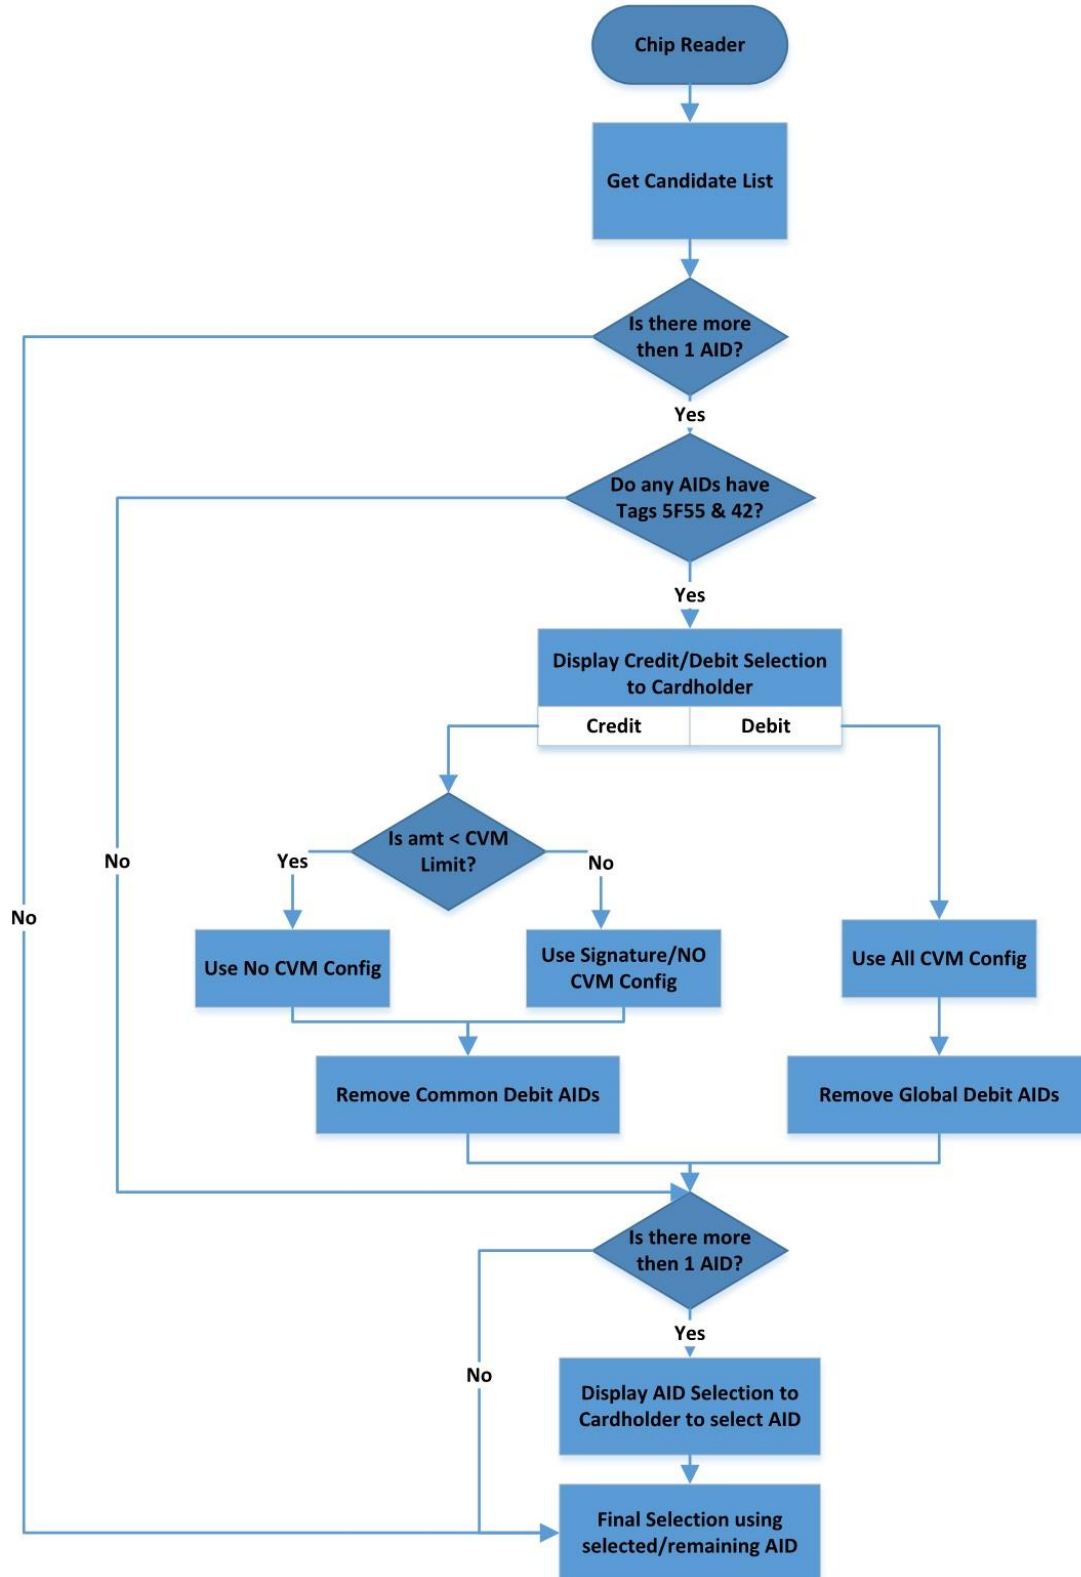 Chip Reader
Get Candidate List
Is there more
then 1 AID?
Yes
Do any AIDs have
Tags 5F55 & 42?
Yes
Display Credit/Debit Selection
to Cardholder
Credit
Debit
Is amt < CVM
Limit?
Yes
No
No
No
Use No CVM Config
Use Signature/NO
CVM Config
Use All CVM Config
Remove Common Debit AIDs
Remove Global Debit AIDs
Is there more
then 1 AID?
Yes
No
Display AID Selection to
Cardholder to select AID
Final Selection using
selected/remaining AID